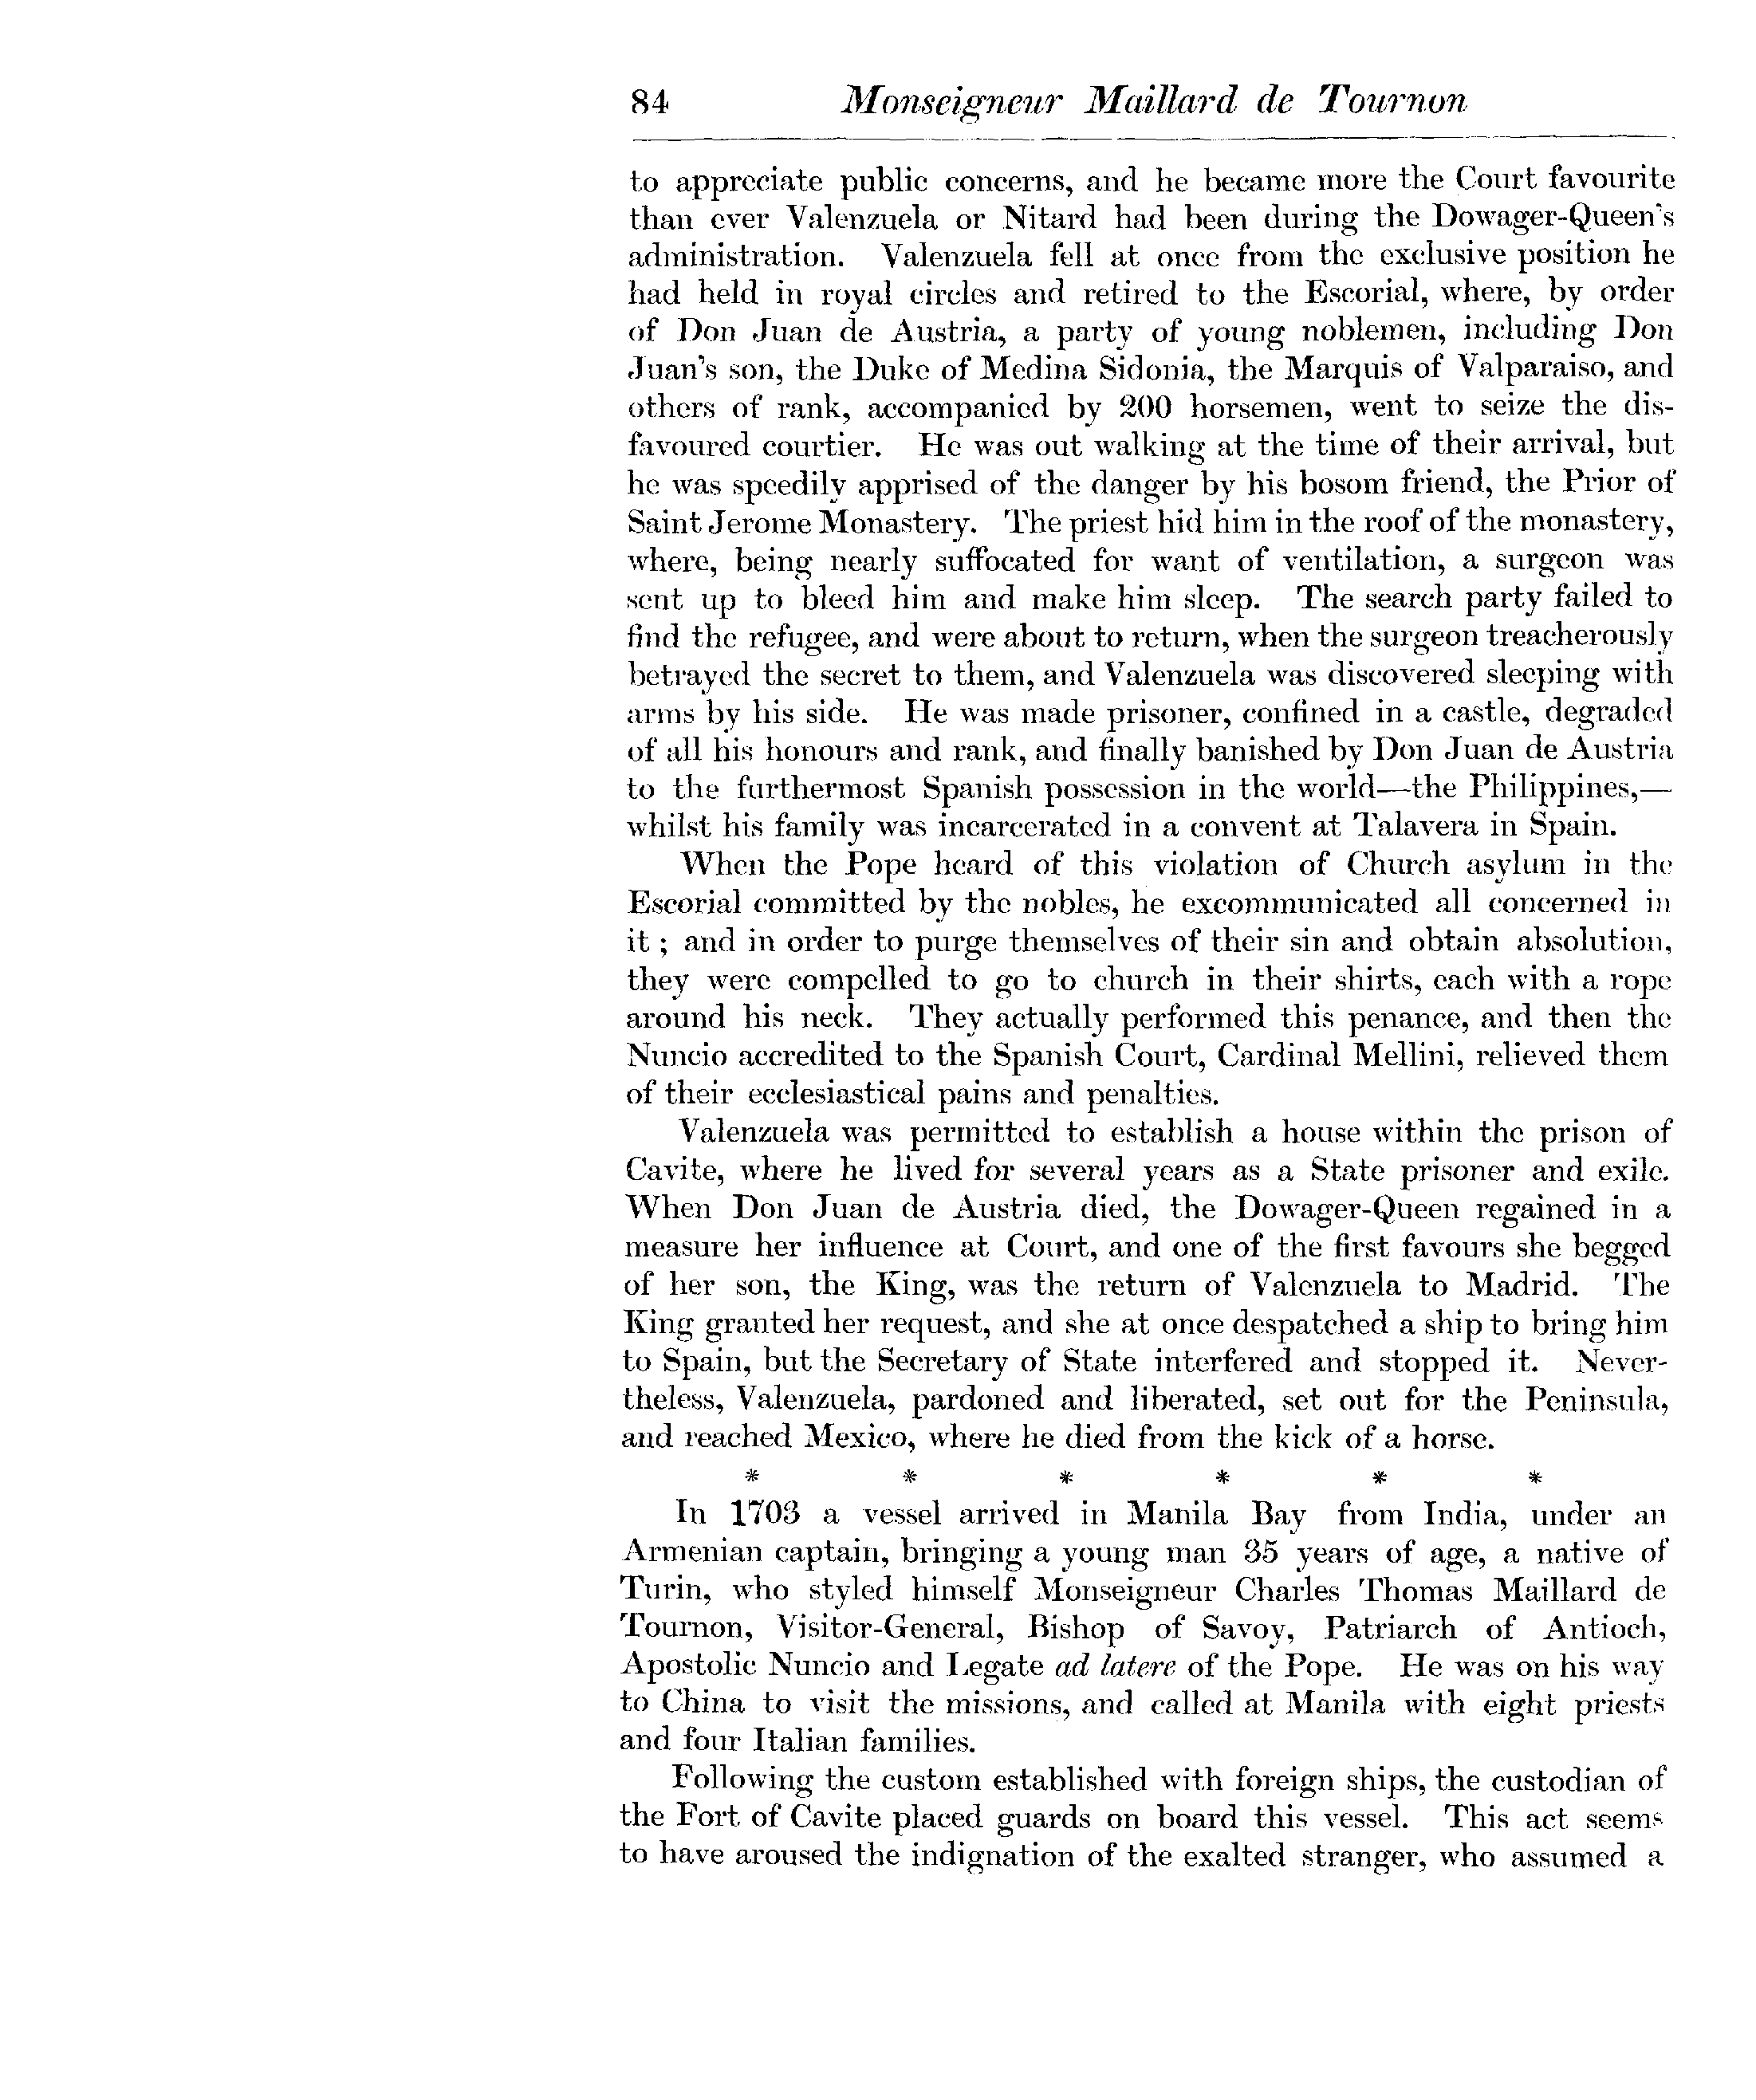 84 Monseigneur Maillard de Tournon
to appreciate public concerns, and he became more the Court favourite
than ever Valenzuela or Nitard had been during the Dowager-Queen's
administration. Valenzuela fell at once from the exclusive position he
had held in royal circles and retired to the Escorial, where, by order
of Don Juan de Austria, a party of young noblemen, including Don
Juan's son, the Duke of Medina Sidonia, the Marquis of Valparaiso, and
others of rank, accompanied by 200 horsemen, went to seize the dis-
favoured courtier. He was out walking at the time of their arrival, but
he was speedily apprised of the danger by his bosom friend, the Prior of
Saint Jerome Monastery. The priest hid him in the roof of the monastery,
where, being nearly suffocated for want of ventilation, a surgeon was
sent up to bleed him and make him sleep. The search party failed to
find the refugee, and were about to return, when the surgeon treacherously
betrayed the secret to them, and Valenzuela was discovered sleeping with
arms by his side. He was made prisoner, confined in a castle, degraded
of all his honours and rank, and finally banished by Don Juan de Austria
to the furthermost Spanish possession in the world—the Philippines,—
whilst his family was incarcerated in a convent at Talavera in Spain.
When the Pope heard of this violation of Church asylum in the
Escorial committed by the nobles, he excommunicated all concerned in
it ; and in order to purge themselves of their sin and obtain absolution,
they were compelled to go to church in their shirts, each with a rope
around his neck. They actually performed this penance, and then the
Nuncio accredited to the Spanish Court, Cardinal Mellini, relieved them
of their ecclesiastical pains and penalties.
Valenzuela was permitted to establish a house within the prison of
Cavite, where he lived for several years as a State prisoner and exile.
When Don Juan de Austria died, the Dowager-Queen regained in a
measure her influence at Court, and one of the first favours she begged
of her son, the King, was the return of Valenzuela to Madrid. The
King granted her request, and she at once despatched a ship to bring him
to Spain, but the Secretary of State interfered and stopped it. Never-
theless, Valenzuela, pardoned and liberated, set out for the Peninsula,
and reached Mexico, where he died from the kick of a horse.
* * * * * *
In 1703 a vessel arrived in Manila Bay from India, under an
Armenian captain, bringing a young man 35 years of age, a native of
Turin, who styled himself Monseigneur Charles Thomas Maillard de
Tournon, Visitor-General, Bishop of Savoy, Patriarch of Antioch,
Apostolic Nuncio and Legate ad latere of the Pope. He was on his way
to China to visit the missions, and called at Manila with eight priests
and four Italian families.
Following the custom established with foreign ships, the custodian of
the Fort of Cavite placed guards on board this vessel. This act seems
to have aroused the indignation of the exalted stranger, who assumed a